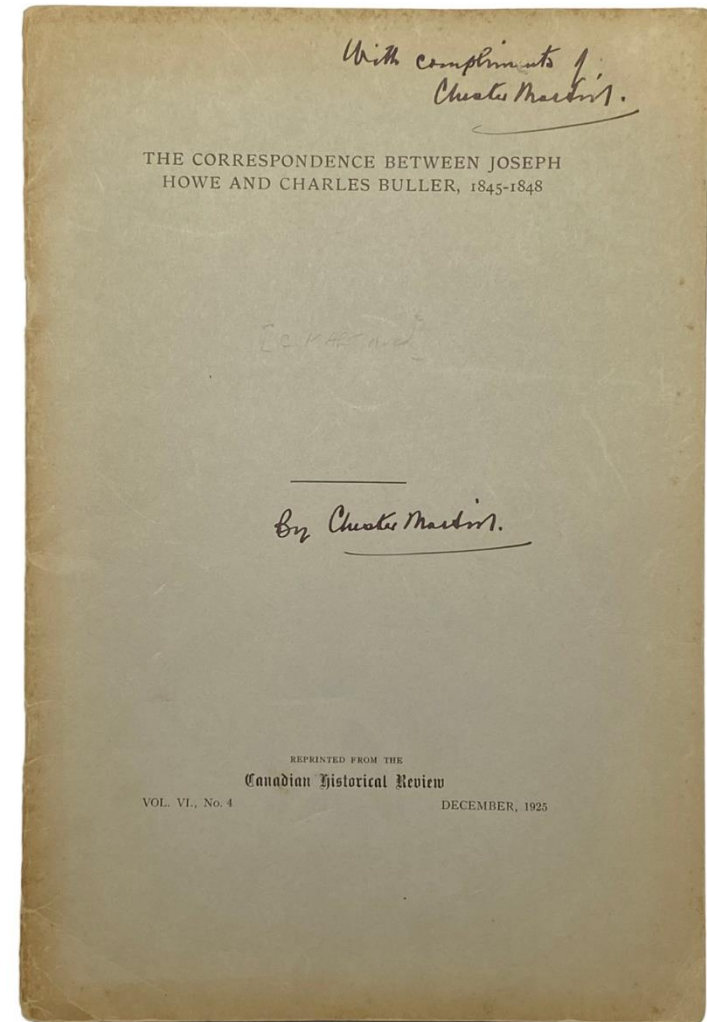 With compliments of
Chester Martin.
THE CORRESPONDENCE BETWEEN JOSEPH
HOWE AND CHARLES BULLER, 1845-1848
By Chester Martin.
REPRINTED FROM THE
Canadian Historical Review
VOL. VI., No. 4
DECEMBER, 1925